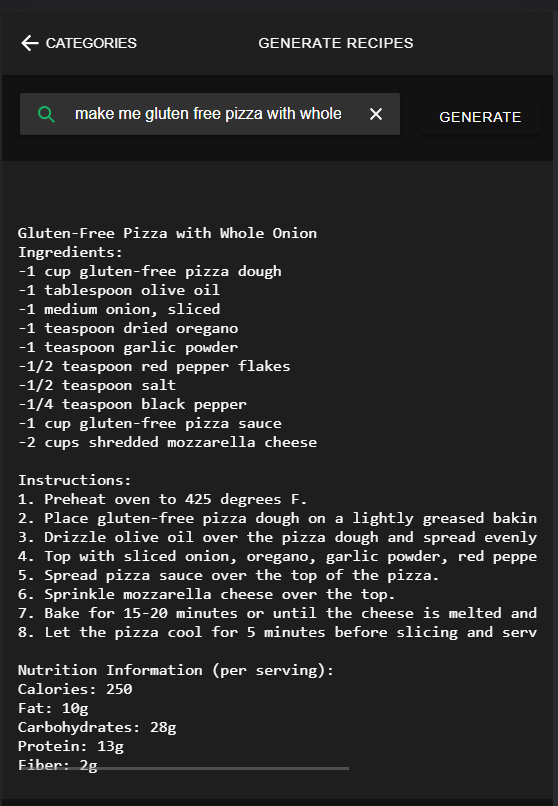 CATEGORIES
GENERATE RECIPES
make me gluten free pizza with whole
GENERATE
Gluten-Free Pizza with Whole Onion
Ingredients:
-1 cup gluten-free pizza dough
-1 tablespoon olive oil
-1 medium onion, sliced
-1 teaspoon dried oregano
-1 teaspoon garlic powder
-1/2 teaspoon red pepper flakes
-1/2 teaspoon salt
-1/4 teaspoon black pepper
-1 cup gluten-free pizza sauce
-2 cups shredded mozzarella cheese
Instructions:
1. Preheat oven to 425 degrees F.
2. Place gluten-free pizza dough on a lightly greased bakin
3. Drizzle olive oil over the pizza dough and spread evenly
4. Top with sliced onion, oregano, garlic powder, red peppe
5. Spread pizza sauce over the top of the pizza.
6. Sprinkle mozzarella cheese over the top.
7. Bake for 15-20 minutes or until the cheese is melted and
8. Let the pizza cool for 5 minutes before slicing and serv
Nutrition Information (per serving):
Calories: 250
Fat: 10g
Carbohydrates: 28g
Protein: 13g
Fiber: 2g